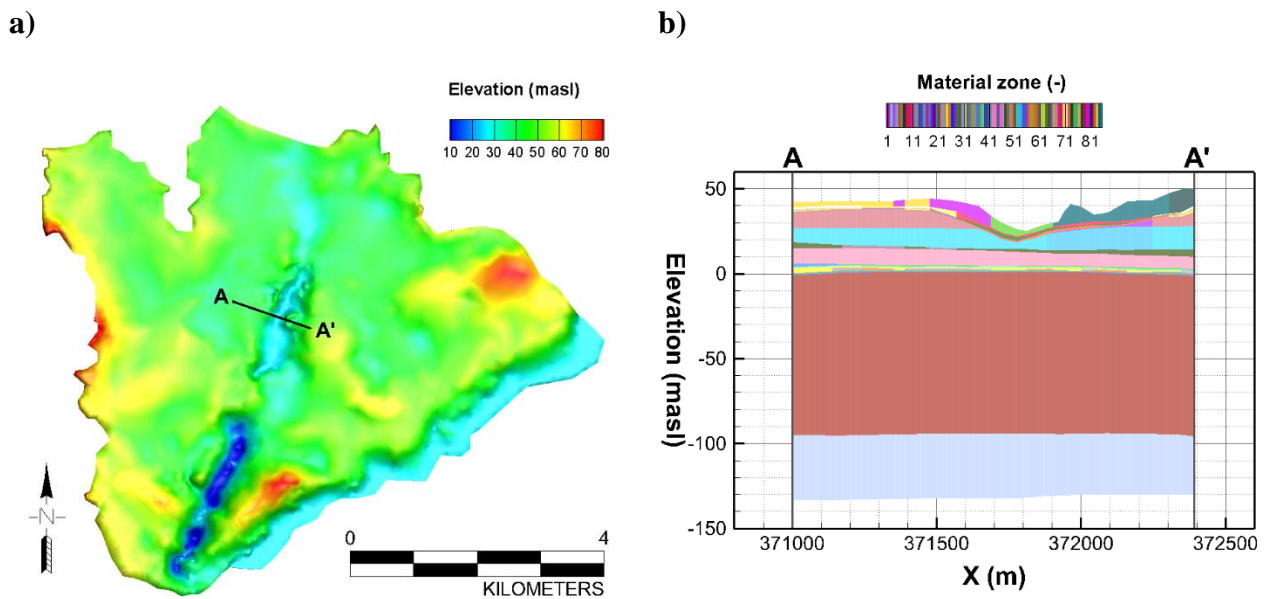 a)
Elevation (masl)
10 20 30 40 50 60 70 80
A
A'
N
0 4
KILOMETERS
b)
Material zone (-)
1 11 21 31 41 51 61 71 81
A A'
Elevation (masl)
50
0
-50
-100
-150
371000 371500 372000 372500
X (m)